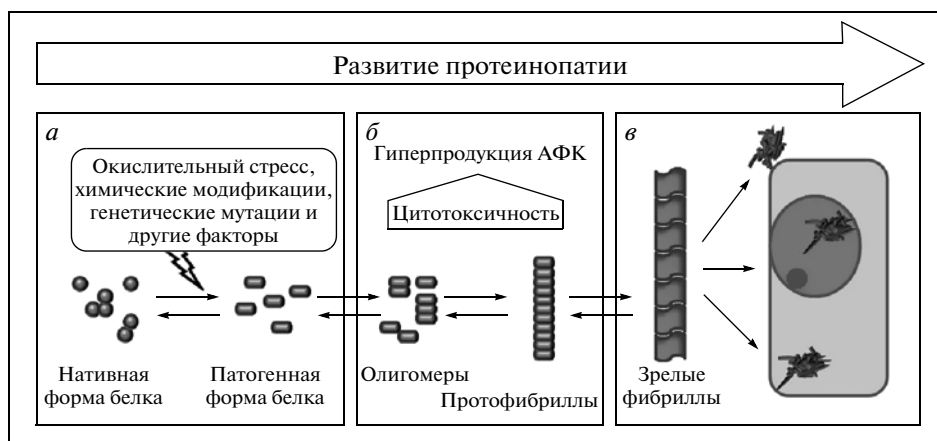 Развитие протеинопатии
а
Окислительный стресс,
химические модификации,
генетические мутации и
другие факторы
Нативная
форма белка
Патогенная
форма белка
б
Гиперпродукция АФК
Цитотоксичность
Олигомеры
Протофибриллы
в
Зрелые
фибриллы